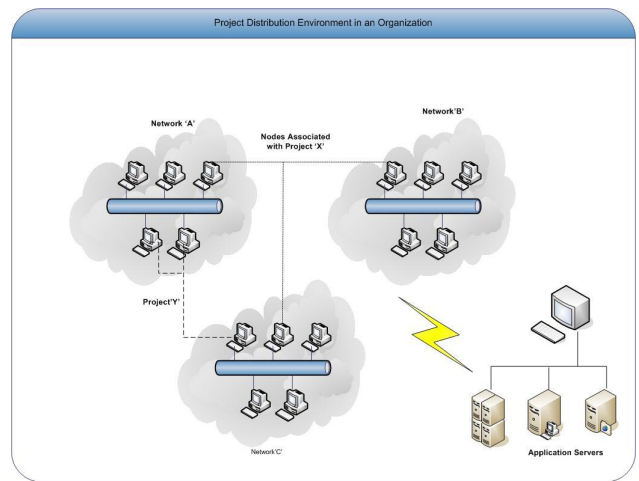 Project Distribution Environment in an Organization
Network 'A'
Network'B'
Nodes Associated
with Project 'X'
Project'Y'
Network'C'
Application Servers